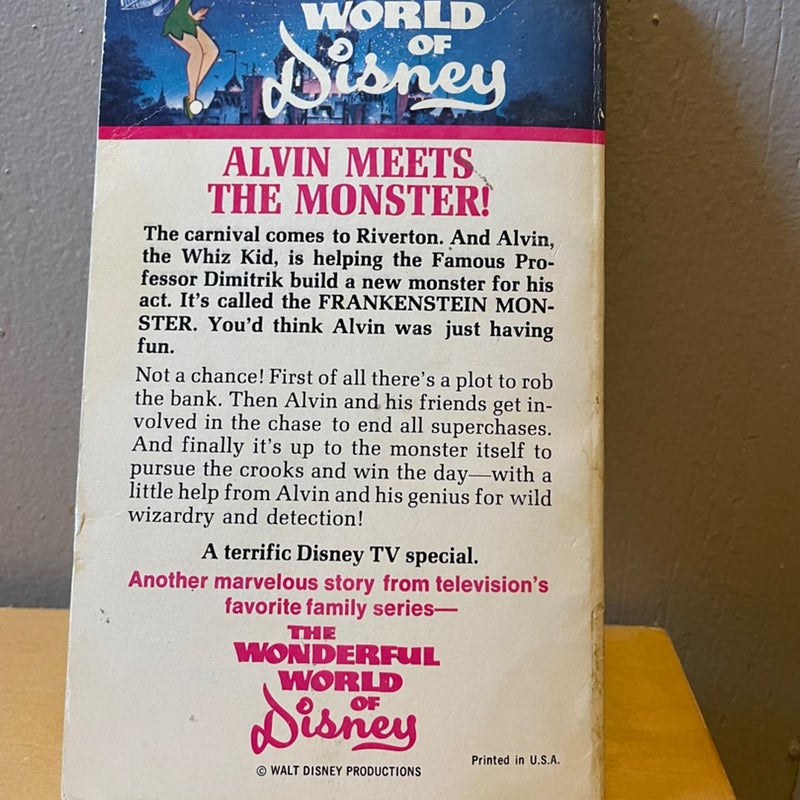 WORLD
OF
Disney
ALVIN MEETS
THE MONSTER!
The carnival comes to Riverton. And Alvin,
the Whiz Kid, is helping the Famous Pro-
fessor Dimitrik build a new monster for his
act. It's called the FRANKENSTEIN MON-
STER. You'd think Alvin was just having
fun.
Not a chance! First of all there's a plot to rob
the bank. Then Alvin and his friends get in-
volved in the chase to end all superchases.
And finally it's up to the monster itself to
pursue the crooks and win the day—with a
little help from Alvin and his genius for wild
wizardry and detection!
A terrific Disney TV special.
Another marvelous story from television's
favorite family series—
THE
WONDERFUL
WORLD
OF
Disney
© WALT DISNEY PRODUCTIONS
Printed in U.S.A.